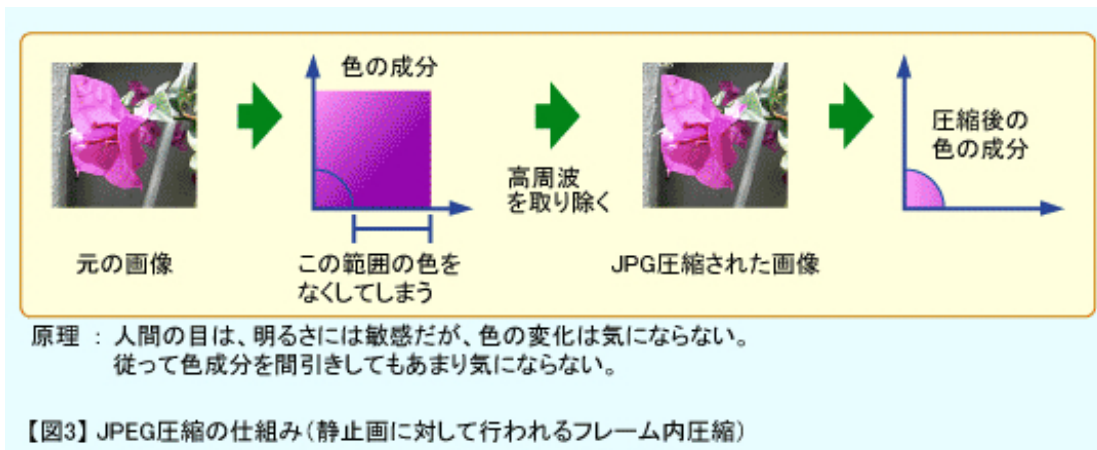 色の成分
圧縮後の
色の成分
高周波
を取り除く
元の画像
この範囲の色を
なくしてしまう
JPG圧縮された画像
原理 : 人間の目は、明るさには敏感だが、色の変化は気にならない。
従って色成分を間引きしてもあまり気にならない。
【図3】 JPEG圧縮の仕組み(静止画に対して行われるフレーム内圧縮)